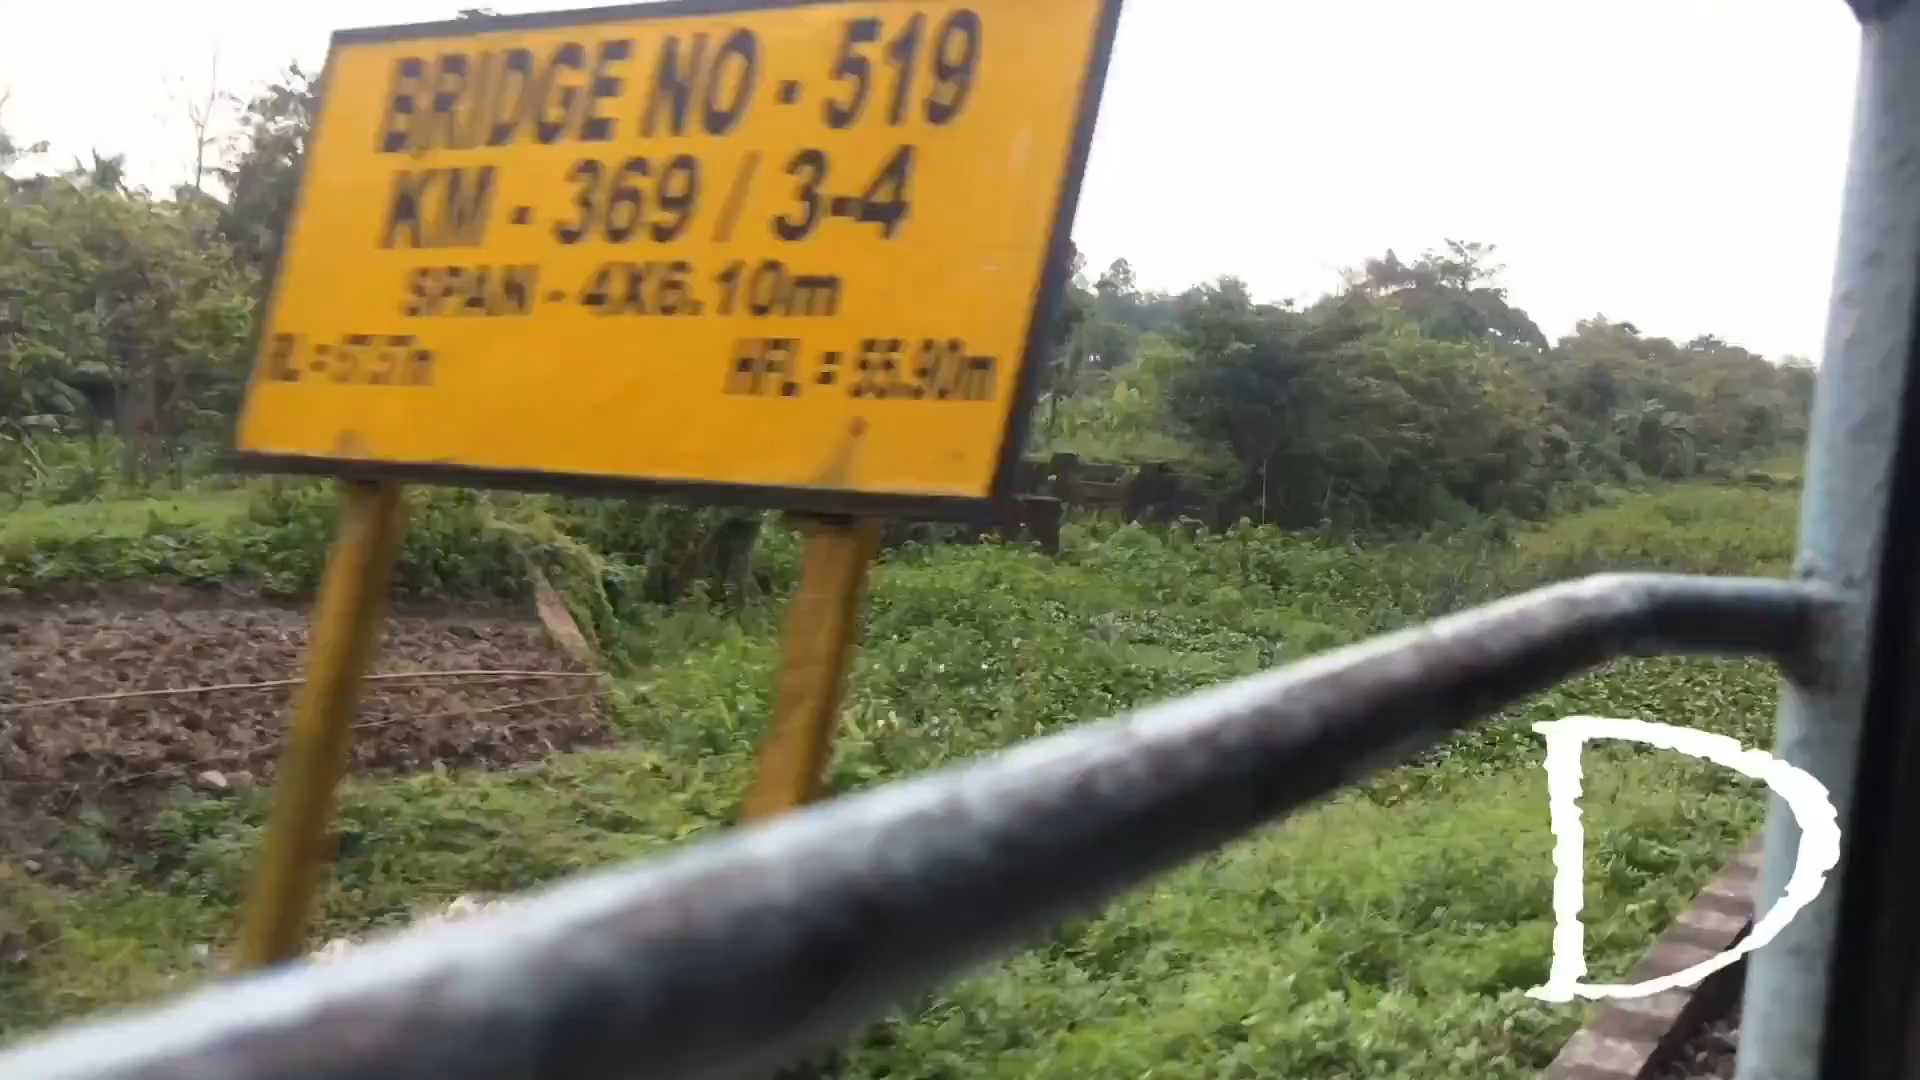 BRIDGE NO - 519
KM - 369 / 3-4
SPAN - 4X6.10m
HFL = 55.90m
D